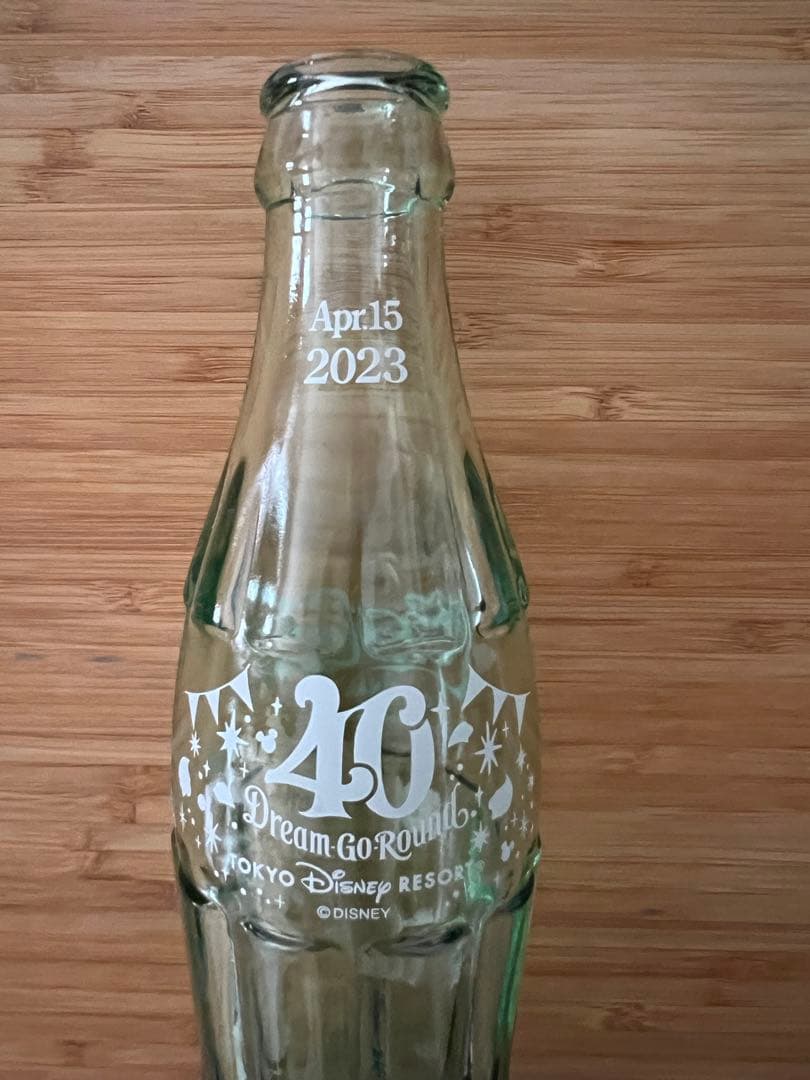 Apr.15
2023
40
Dream-Go-Round
TOKYO DISNEY RESORT
©DISNEY